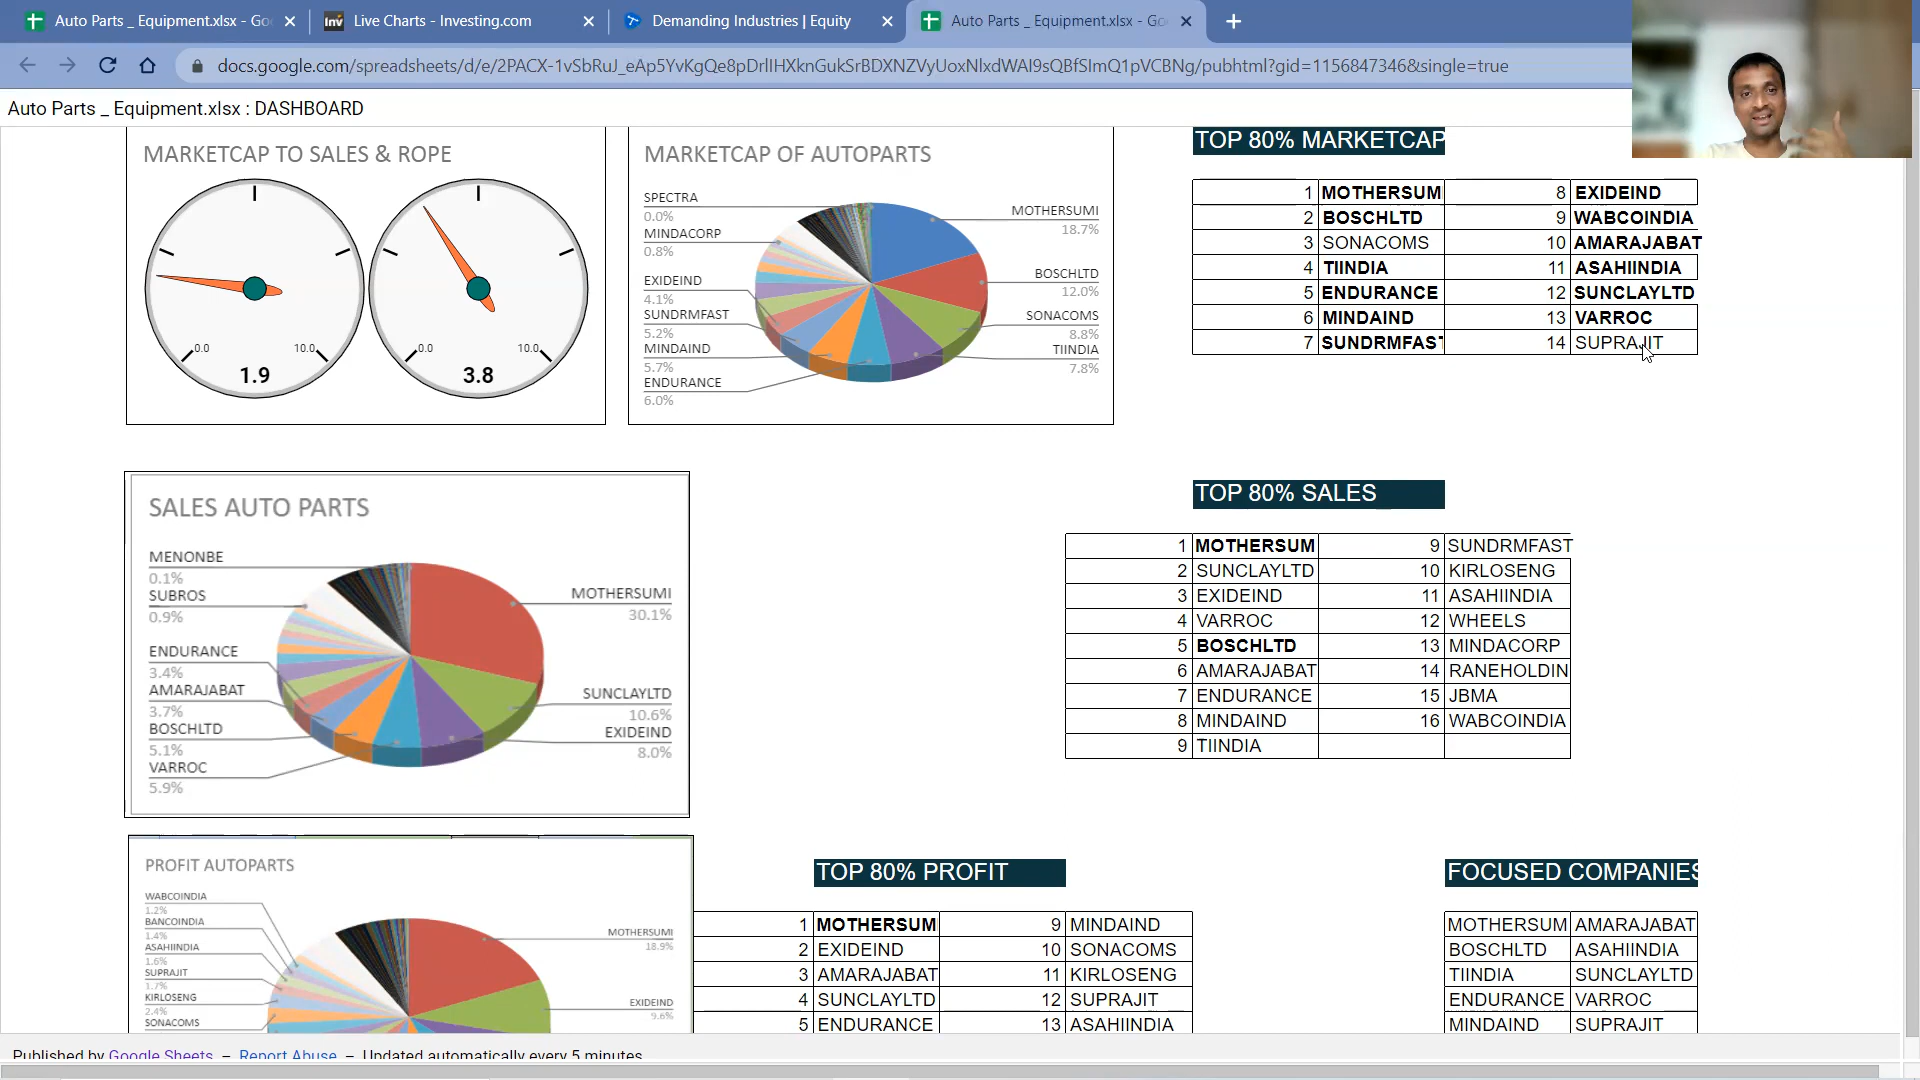 Auto Parts _ Equipment.xlsx - Go
Live Charts - Investing.com
Demanding Industries | Equity
Auto Parts _ Equipment.xlsx - Go
docs.google.com/spreadsheets/d/e/
pubhtml?gid=1156847346&single=true
Auto Parts _ Equipment.xlsx : DASHBOARD
MARKETCAP TO SALES & ROPE
0.0 10.0
1.9
0.0 10.0
3.8
MARKETCAP OF AUTOPARTS
SPECTRA
0.0%
MINDACORP
0.8%
EXIDEIND
4.1%
SUNDRMFAST
5.2%
MINDAIND
5.7%
ENDURANCE
6.0%
MOTHERSUMI
18.7%
BOSCHLTD
12.0%
SONACOMS
8.8%
TIINDIA
7.8%
TOP 80% MARKETCAP
1 MOTHERSUMI 8 EXIDEIND
2 BOSCHLTD 9 WABCOINDIA
3 SONACOMS 10 AMARAJABAT
4 TIINDIA 11 ASAHIINDIA
5 ENDURANCE 12 SUNCLAYLTD
6 MINDAIND 13 VARROC
7 SUNDRMFAST 14 SUPRAJIT
SALES AUTO PARTS
MENONBE
0.1%
SUBROS
0.9%
ENDURANCE
3.4%
AMARAJABAT
3.7%
BOSCHLTD
5.1%
VARROC
5.9%
MOTHERSUMI
30.1%
SUNCLAYLTD
10.6%
EXIDEIND
8.0%
TOP 80% SALES
1 MOTHERSUM 9 SUNDRMFAST
2 SUNCLAYLTD 10 KIRLOSENG
3 EXIDEIND 11 ASAHIINDIA
4 VARROC 12 WHEELS
5 BOSCHLTD 13 MINDACORP
6 AMARAJABAT 14 RANEHOLDIN
7 ENDURANCE 15 JBMA
8 MINDAIND 16 WABCOINDIA
9 TIINDIA
PROFIT AUTOPARTS
WABCOINDIA
1.2%
BANCOINDIA
1.4%
ASAHIINDIA
1.6%
SUPRAJIT
1.7%
KIRLOSENG
2.4%
SONACOMS
MOTHERSUMI
18.9%
EXIDEIND
9.6%
TOP 80% PROFIT
1 MOTHERSUM 9 MINDAIND
2 EXIDEIND 10 SONACOMS
3 AMARAJABAT 11 KIRLOSENG
4 SUNCLAYLTD 12 SUPRAJIT
5 ENDURANCE 13 ASAHIINDIA
FOCUSED COMPANIES
MOTHERSUM AMARAJABAT
BOSCHLTD ASAHIINDIA
TIINDIA SUNCLAYLTD
ENDURANCE VARROC
MINDAIND SUPRAJIT
Published by Google Sheets – Report Abuse – Updated automatically every 5 minutes